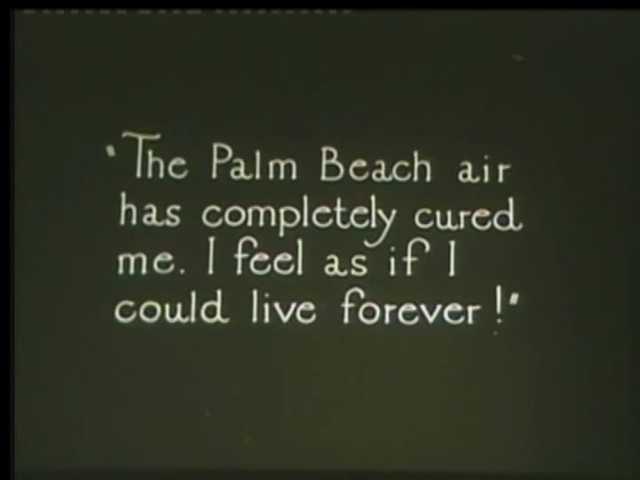 "The Palm Beach air
has completely cured
me. I feel as if I
could live forever!"